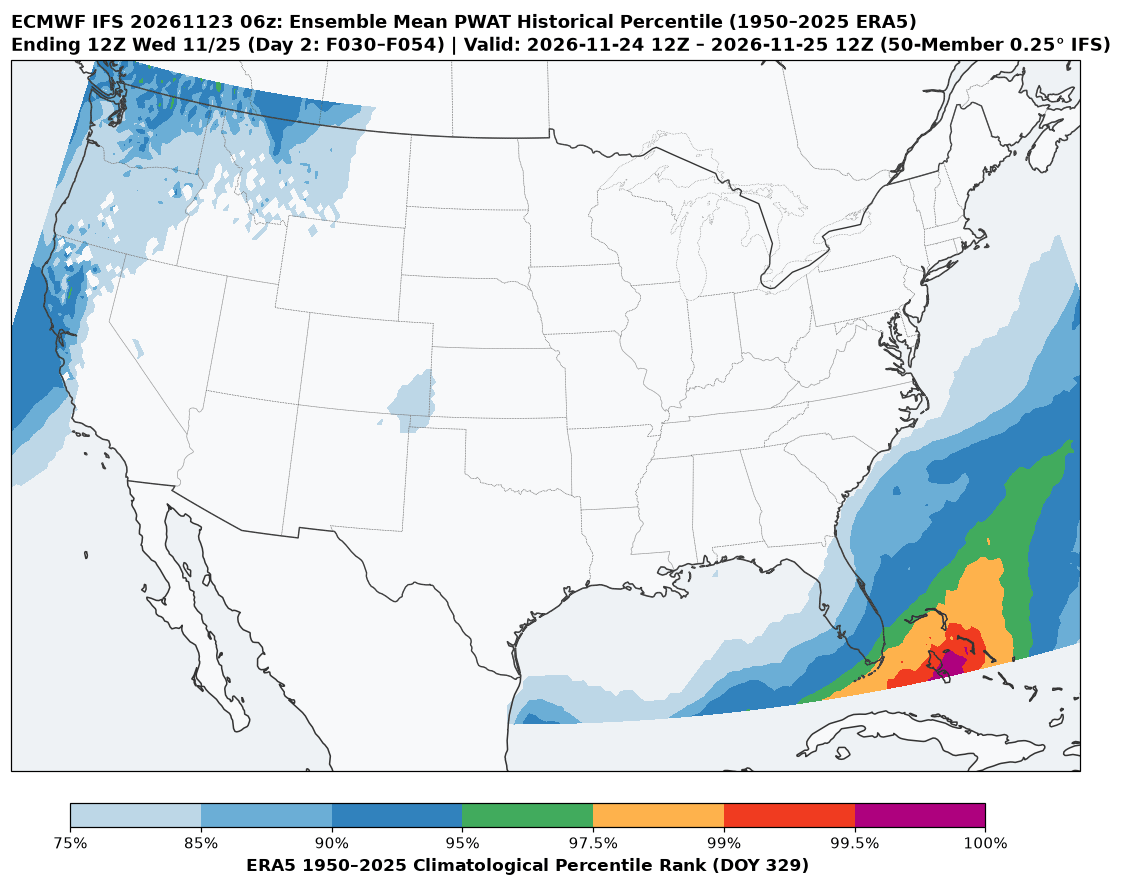 ECMWF IFS 20261123 06z: Ensemble Mean PWAT Historical Percentile (1950–2025 ERA5)
Ending 12Z Wed 11/25 (Day 2: F030–F054) | Valid: 2026-11-24 12Z – 2026-11-25 12Z (50-Member 0.25° IFS)
75% 85% 90% 95% 97.5% 99% 99.5% 100%
ERA5 1950–2025 Climatological Percentile Rank (DOY 329)